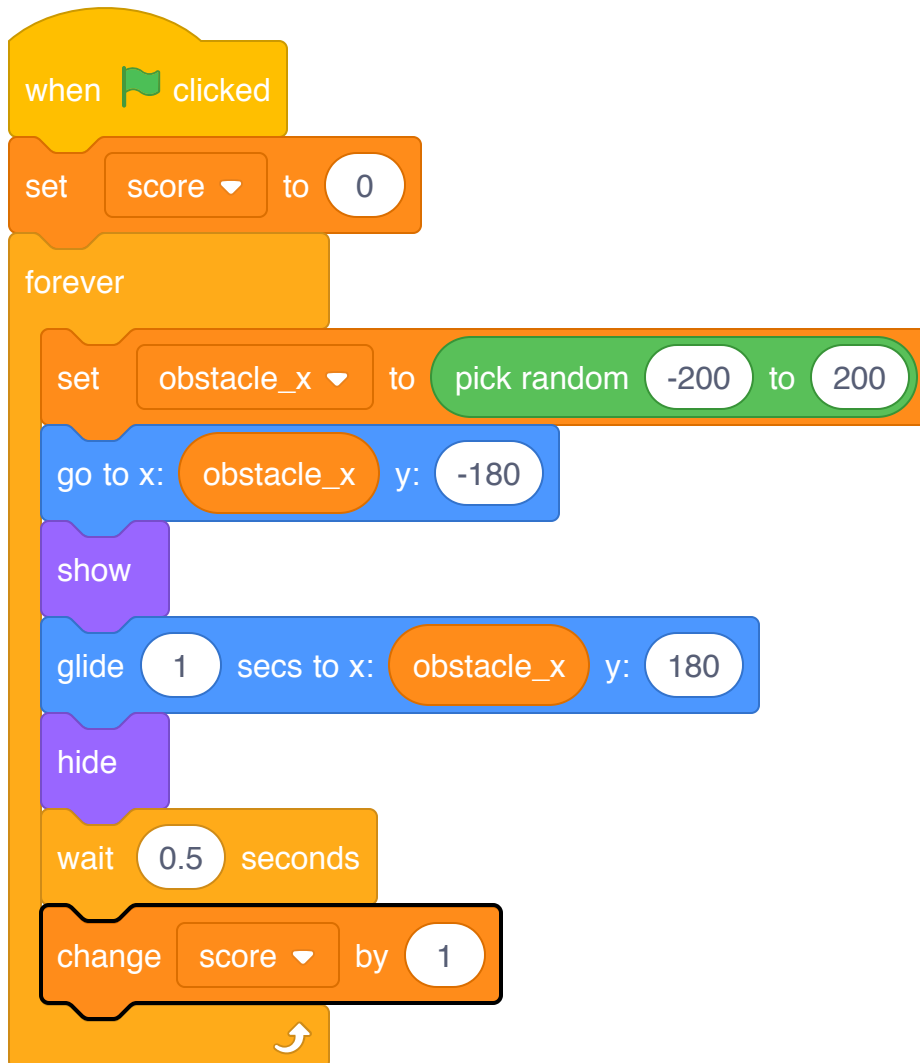 when clicked
set score to 0
forever
set obstacle_x to pick random -200 to 200
go to x: obstacle_x y: -180
show
glide 1 secs to x: obstacle_x y: 180
hide
wait 0.5 seconds
change score by 1